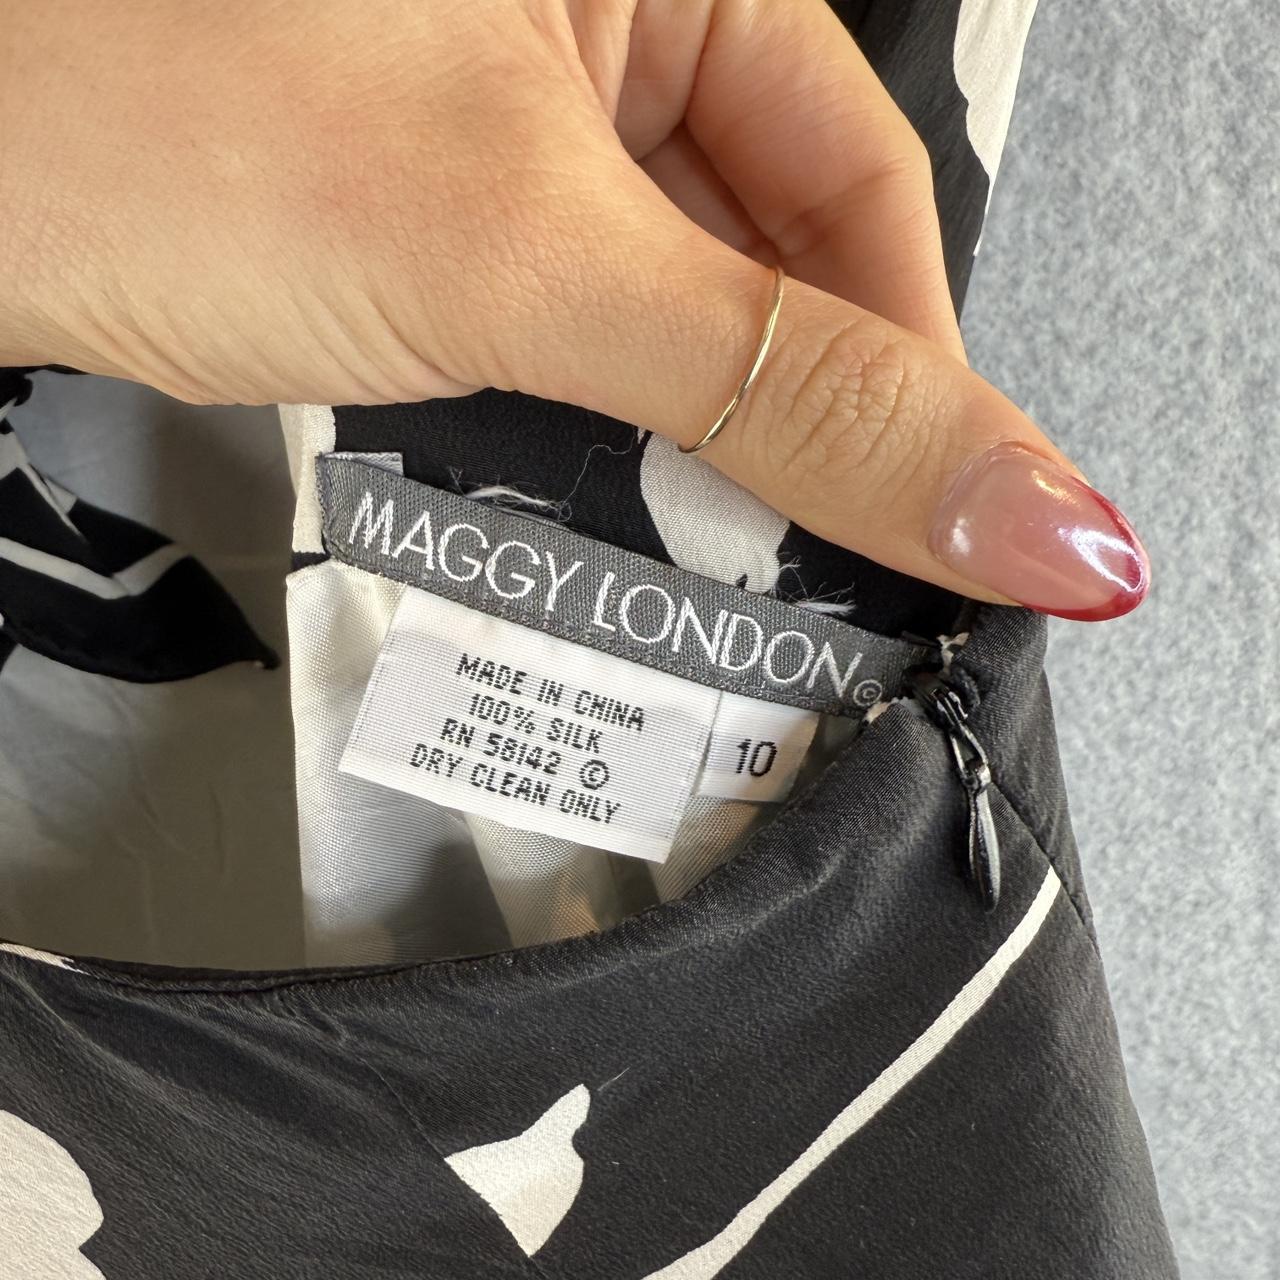 MAGGY LONDON©
MADE IN CHINA
100% SILK
RN 58142 ©
DRY CLEAN ONLY
10